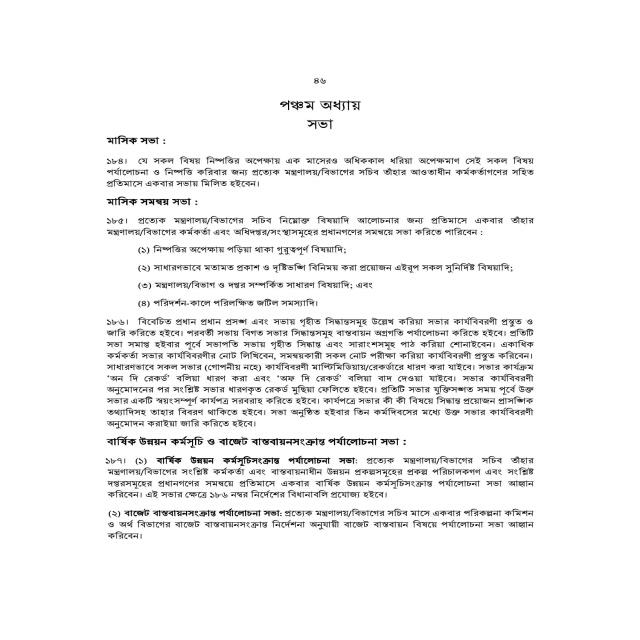 ৪৬
পঞ্চম অধ্যায়
সভা
মাসিক সভা :
১৮৪। যে সকল বিষয় নিষ্পত্তির অপেক্ষায় এক মাসেরও অধিককাল ধরিয়া অপেক্ষমাণ সেই সকল বিষয়
পর্যালোচনা ও নিষ্পত্তি করিবার জন্য প্রত্যেক মন্ত্রণালয়/বিভাগের সচিব তাঁহার আওতাধীন কর্মকর্তাগণের সহিত
প্রতিমাসে একবার সভায় মিলিত হইবেন।
মাসিক সমন্বয় সভা :
১৮৫। প্রত্যেক মন্ত্রণালয়/বিভাগের সচিব নিম্নোক্ত বিষয়াদি আলোচনার জন্য প্রতিমাসে একবার তাঁহার
মন্ত্রণালয়/বিভাগের কর্মকর্তা এবং অধিদপ্তর/সংস্থাসমূহের প্রধানগণের সমন্বয়ে সভা করিতে পারিবেন :
(১) নিষ্পত্তির অপেক্ষায় পড়িয়া থাকা গুরুত্বপূর্ণ বিষয়াদি;
(২) সাধারণভাবে মতামত প্রকাশ ও দৃষ্টিভঙ্গি বিনিময় করা প্রয়োজন এইরূপ সকল সুনির্দিষ্ট বিষয়াদি;
(৩) মন্ত্রণালয়/বিভাগ ও দপ্তর সম্পর্কিত সাধারণ বিষয়াদি; এবং
(৪) পরিদর্শন-কালে পরিলক্ষিত জটিল সমস্যাদি।
১৮৬। বিবেচিত প্রধান প্রধান প্রসঙ্গ এবং সভায় গৃহীত সিদ্ধান্তসমূহ উল্লেখ করিয়া সভার কার্যবিবরণী প্রস্তুত ও
জারি করিতে হইবে। পরবর্তী সভায় বিগত সভার সিদ্ধান্তসমূহ বাস্তবায়ন অগ্রগতি পর্যালোচনা করিতে হইবে। প্রতিটি
সভা সমাপ্ত হইবার পূর্বে সভাপতি সভায় গৃহীত সিদ্ধান্ত এবং সারাংশসমূহ পাঠ করিয়া শোনাইবেন। একাধিক
কর্মকর্তা সভার কার্যবিবরণীর নোট লিখিবেন, সমন্বয়কারী সকল নোট পরীক্ষা করিয়া কার্যবিবরণী প্রস্তুত করিবেন।
সাধারণভাবে সকল সভার (গোপনীয় নহে) কার্যবিবরণী মাল্টিমিডিয়ায়/রেকর্ডারে ধারণ করা যাইবে। সভার কার্যক্রম
‘অন দি রেকর্ড’ বলিয়া ধারণ করা এবং ‘অফ দি রেকর্ড’ বলিয়া বাদ দেওয়া যাইবে। সভার কার্যবিবরণী
অনুমোদনের পর সংশ্লিষ্ট সভার ধারণকৃত রেকর্ড মুছিয়া ফেলিতে হইবে। প্রতিটি সভার যুক্তিসঙ্গত সময় পূর্বে উক্ত
সভার একটি স্বয়ংসম্পূর্ণ কার্যপত্র সরবরাহ করিতে হইবে। কার্যপত্রে সভার কী কী বিষয়ে সিদ্ধান্ত প্রয়োজন প্রাসঙ্গিক
তথ্যাদিসহ তাহার বিবরণ থাকিতে হইবে। সভা অনুষ্ঠিত হইবার তিন কর্মদিবসের মধ্যে উক্ত সভার কার্যবিবরণী
অনুমোদন করাইয়া জারি করিতে হইবে।
বার্ষিক উন্নয়ন কর্মসূচি ও বাজেট বাস্তবায়নসংক্রান্ত পর্যালোচনা সভা :
১৮৭। (১) বার্ষিক উন্নয়ন কর্মসূচিসংক্রান্ত পর্যালোচনা সভা: প্রত্যেক মন্ত্রণালয়/বিভাগের সচিব তাঁহার
মন্ত্রণালয়/বিভাগের সংশ্লিষ্ট কর্মকর্তা এবং বাস্তবায়নাধীন উন্নয়ন প্রকল্পসমূহের প্রকল্প পরিচালকগণ এবং সংশ্লিষ্ট
দপ্তরসমূহের প্রধানগণের সমন্বয়ে প্রতিমাসে একবার বার্ষিক উন্নয়ন কর্মসূচিসংক্রান্ত পর্যালোচনা সভা আহ্বান
করিবেন। এই সভার ক্ষেত্রে ১৮৬ নম্বর নির্দেশের বিধানাবলি প্রযোজ্য হইবে।
(২) বাজেট বাস্তবায়নসংক্রান্ত পর্যালোচনা সভা: প্রত্যেক মন্ত্রণালয়/বিভাগের সচিব মাসে একবার পরিকল্পনা কমিশন
ও অর্থ বিভাগের বাজেট বাস্তবায়নসংক্রান্ত নির্দেশনা অনুযায়ী বাজেট বাস্তবায়ন বিষয়ে পর্যালোচনা সভা আহ্বান
করিবেন।